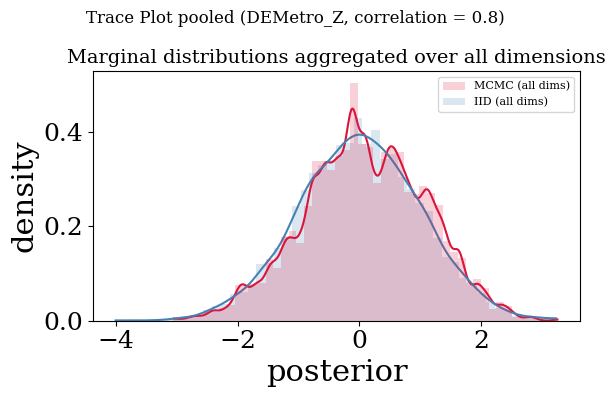 Trace Plot pooled (DEMetro_Z, correlation = 0.8)
Marginal distributions aggregated over all dimensions
MCMC (all dims)
IID (all dims)
density
0.4
0.2
0.0
−4
−2
0
2
posterior